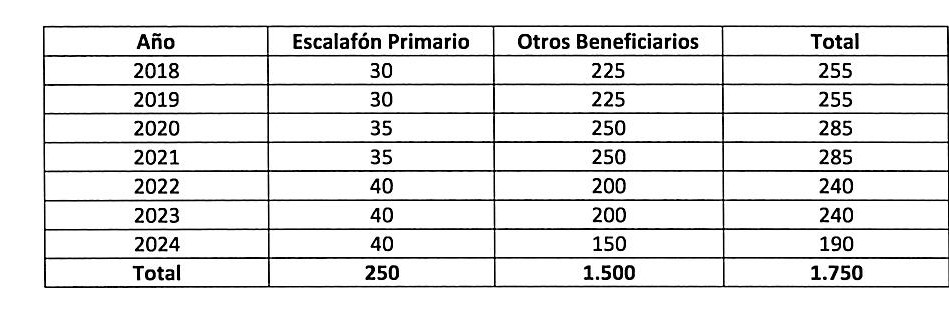 Año Escalafón Primario Otros Beneficiarios Total
2018 30 225 255
2019 30 225 255
2020 35 250 285
2021 35 250 285
2022 40 200 240
2023 40 200 240
2024 40 150 190
Total 250 1.500 1.750